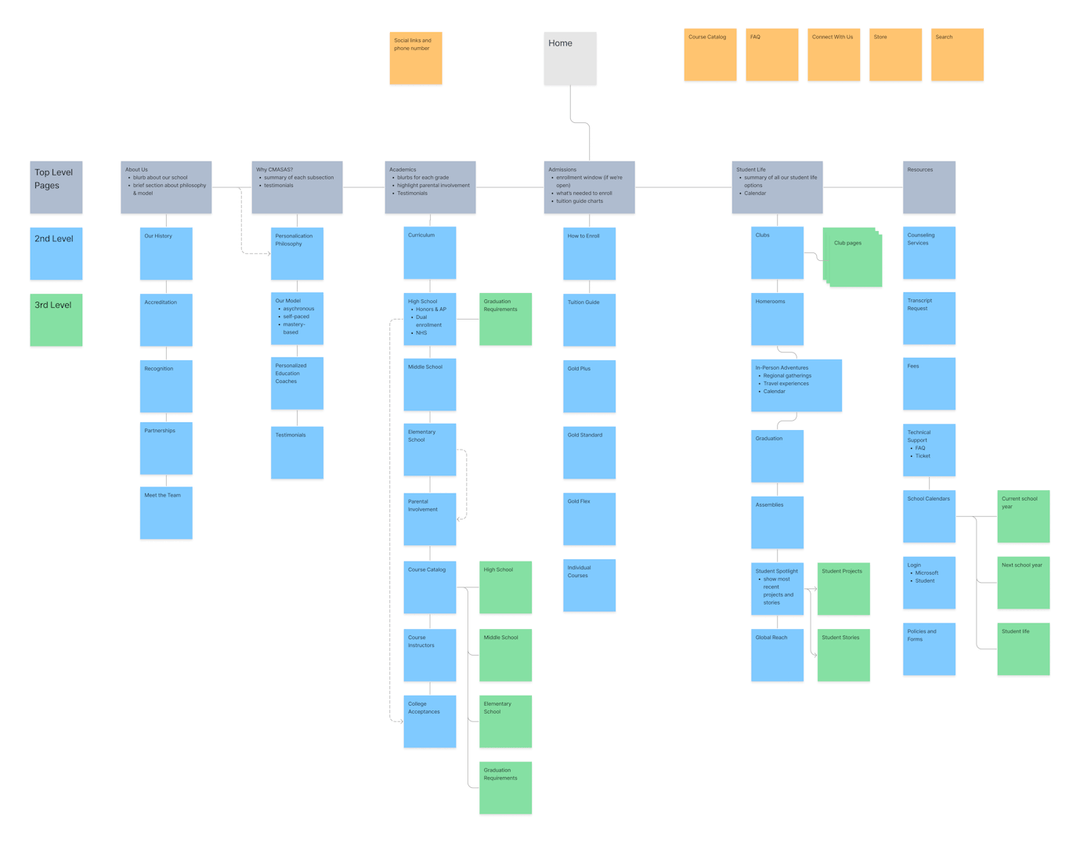 Social links and
phone number
Home
Course Catalog
FAQ
Connect With Us
Store
Search
Top Level
Pages
About Us
• blurb about our school
• brief section about philosophy
& model
Why CMASAS?
• summary of each subsection
• testimonials
Academics
• blurbs for each grade
• highlight parental involvement
• Testimonials
Admissions
• enrollment window (if we're
open)
• what's needed to enroll
• tuition guide charts
Student Life
• summary of all our student life
options
• Calendar
Resources
2nd Level
3rd Level
Our History
Accreditation
Recognition
Partnerships
Meet the Team
Personalization
Philosophy
Our Model
• asychronous
• self-paced
• mastery-
based
Personalized
Education
Coaches
Testimonials
Curriculum
High School
• Honors & AP
• Dual
enrollment
• NHS
Graduation
Requirements
Middle School
Elementary
School
Parental
Involvement
Course Catalog
High School
Middle School
Elemantary
School
Graduation
Requirements
Course
Instructors
College
Acceptances
How to Enroll
Tuition Guide
Gold Plus
Gold Standard
Gold Flex
Individual
Courses
Clubs
Club pages
Homerooms
In-Person Adventures
• Regional gatherings
• Travel experiences
• Calendar
Graduation
Assemblies
Student Spotlight
• show most
recent
projects and
stories
Student Projects
Student Stories
Global Reach
Counseling
Services
Transcript
Request
Fees
Technical
Support
• FAQ
• Ticket
School Calendars
Current school
year
Next school year
Student life
Login
• Microsoft
• Student
Policies and
Forms